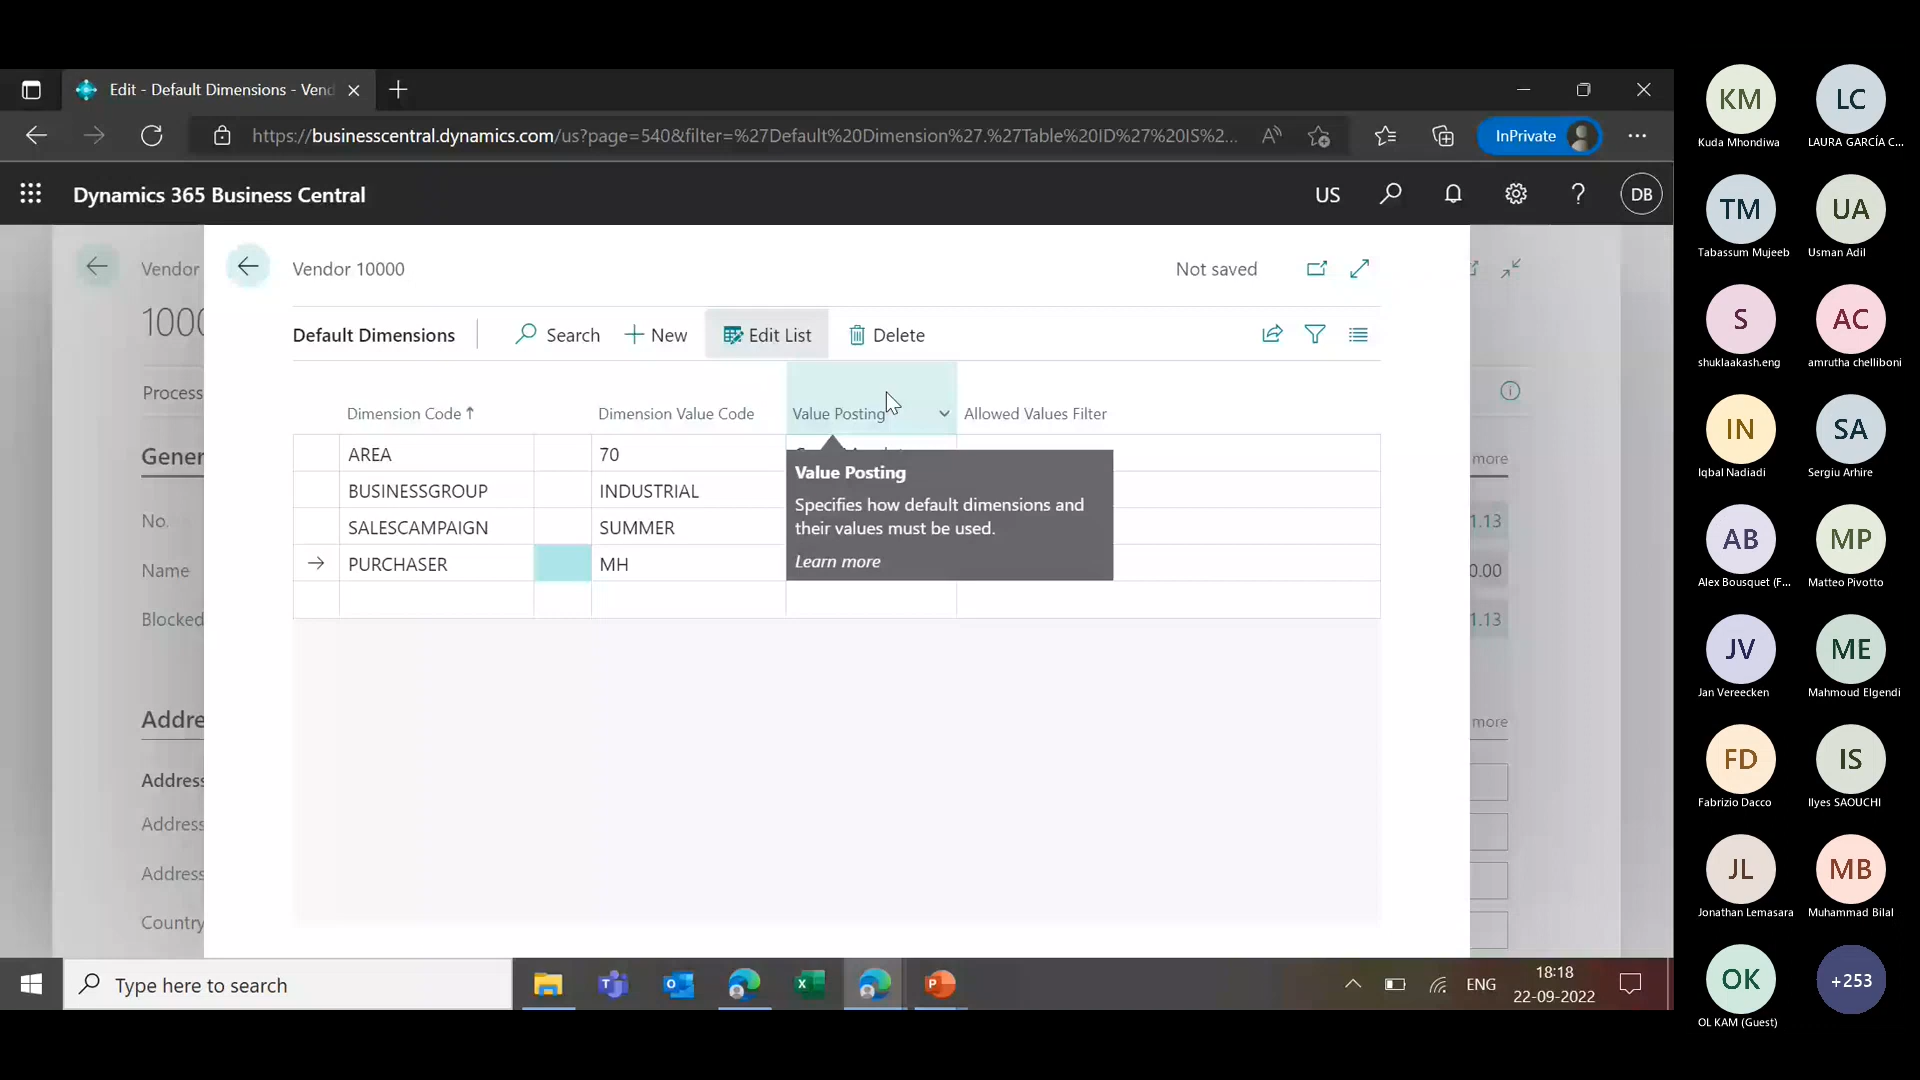 Edit - Default Dimensions - Vend
https://businesscentral.dynamics.com/us?page=540&filter=%27Default%20Dimension%27.%27Table%20ID%27%20IS%2...
InPrivate
Dynamics 365 Business Central
US
DB
Vendor
Vendor 10000
Not saved
Default Dimensions
Search
New
Edit List
Delete
Process
Dimension Code
Dimension Value Code
Value Posting
Allowed Values Filter
AREA
70
BUSINESSGROUP
INDUSTRIAL
SALESCAMPAIGN
SUMMER
PURCHASER
MH
Value Posting
Specifies how default dimensions and
their values must be used.
Learn more
Gener
more
No.
1.13
Name
0.00
Blocked
1.13
Addre
more
Address
Address
Address
Country
Type here to search
ENG
18:18
22-09-2022
KM
Kuda Mhondiwa
LC
LAURA GARCÍA C...
TM
Tabassum Mujeeb
UA
Usman Adil
S
shuklaakash.eng
AC
amrutha chelliboni
IN
Iqbal Nadiadi
SA
Sergiu Arhire
AB
Alex Bousquet (F...
MP
Matteo Pivotto
JV
Jan Vereecken
ME
Mahmoud Elgendi
FD
Fabrizio Dacco
IS
Ilyes SAOUCHI
JL
Jonathan Lemasara
MB
Muhammad Bilal
OK
OL KAM (Guest)
+253